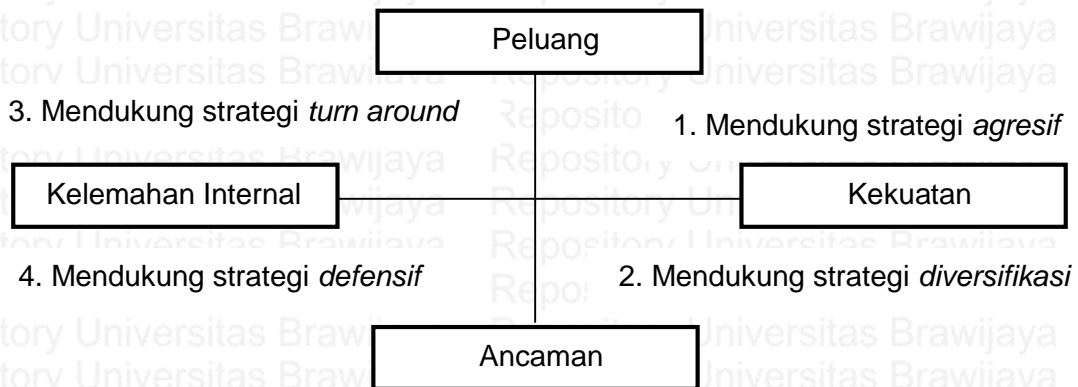 Peluang
3. Mendukung strategi turn around
1. Mendukung strategi agresif
Kelemahan Internal
Kekuatan
4. Mendukung strategi defensif
2. Mendukung strategi diversifikasi
Ancaman